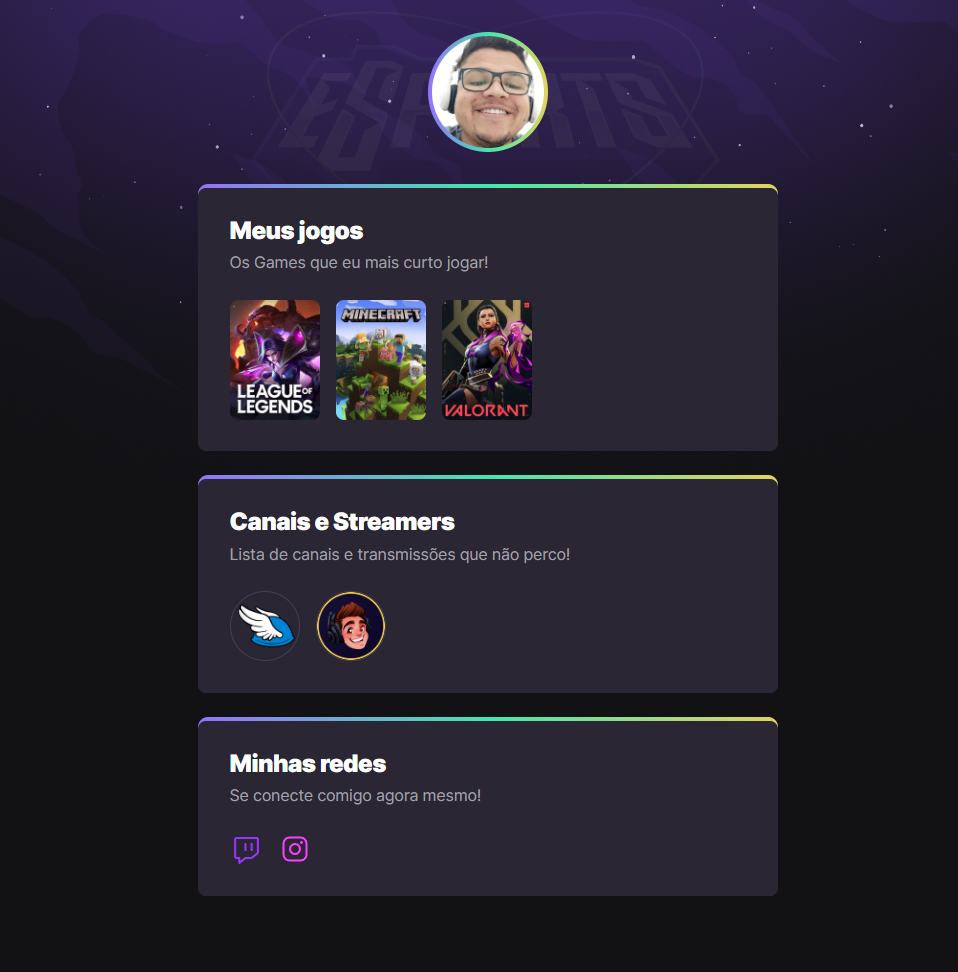 ESPORTS
Meus jogos
Os Games que eu mais curto jogar!
LEAGUE OF
LEGENDS
MINECRAFT
VALORANT
Canais e Streamers
Lista de canais e transmissões que não perco!
Minhas redes
Se conecte comigo agora mesmo!